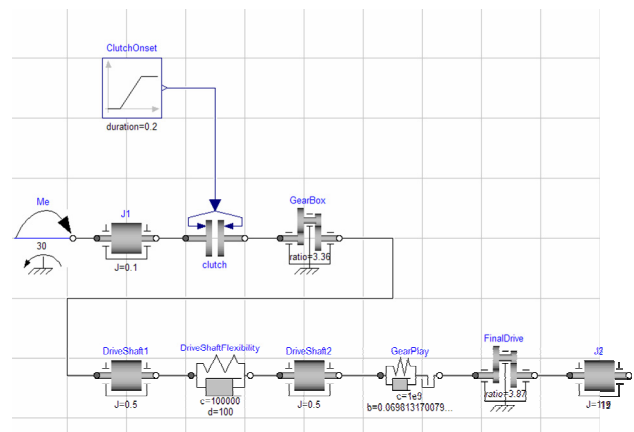 ClutchOnset
duration=0.2
Me
30
J1
J=0.1
clutch
GearBox
ratio=3.36
DriveShaft1
J=0.5
DriveShaftFlexibility
c=100000
d=100
DriveShaft2
J=0.5
GearPlay
c=1e9
b=0.069813170079...
FinalDrive
ratio=3.87